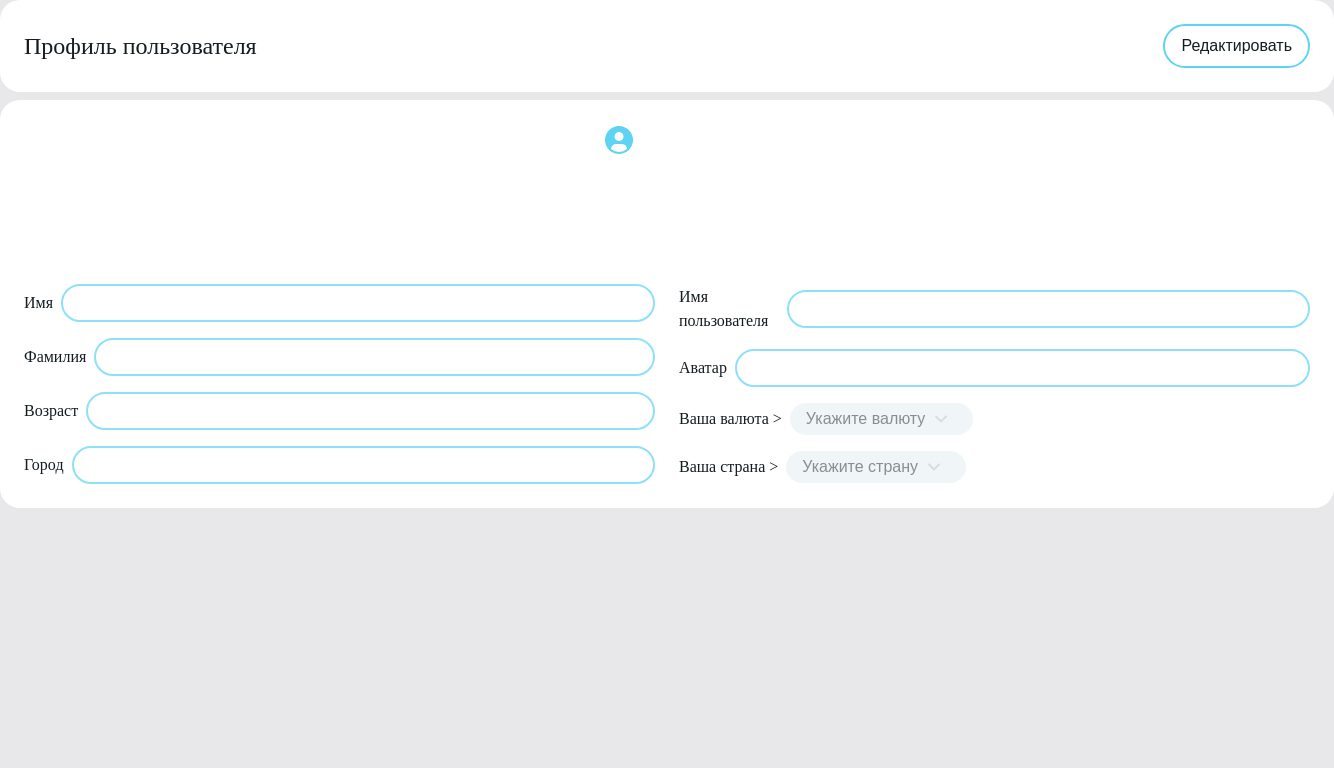 Профиль пользователя
Редактировать
Имя
Фамилия
Возраст
Город
Имя
пользователя
Аватар
Ваша валюта >
Укажите валюту
Ваша страна >
Укажите страну